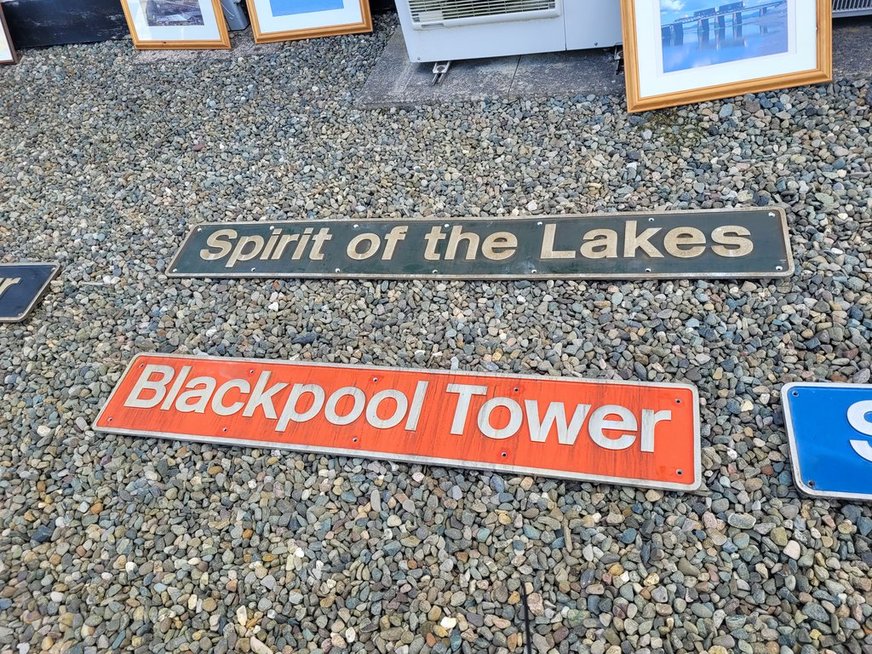 Spirit of the Lakes
Blackpool Tower